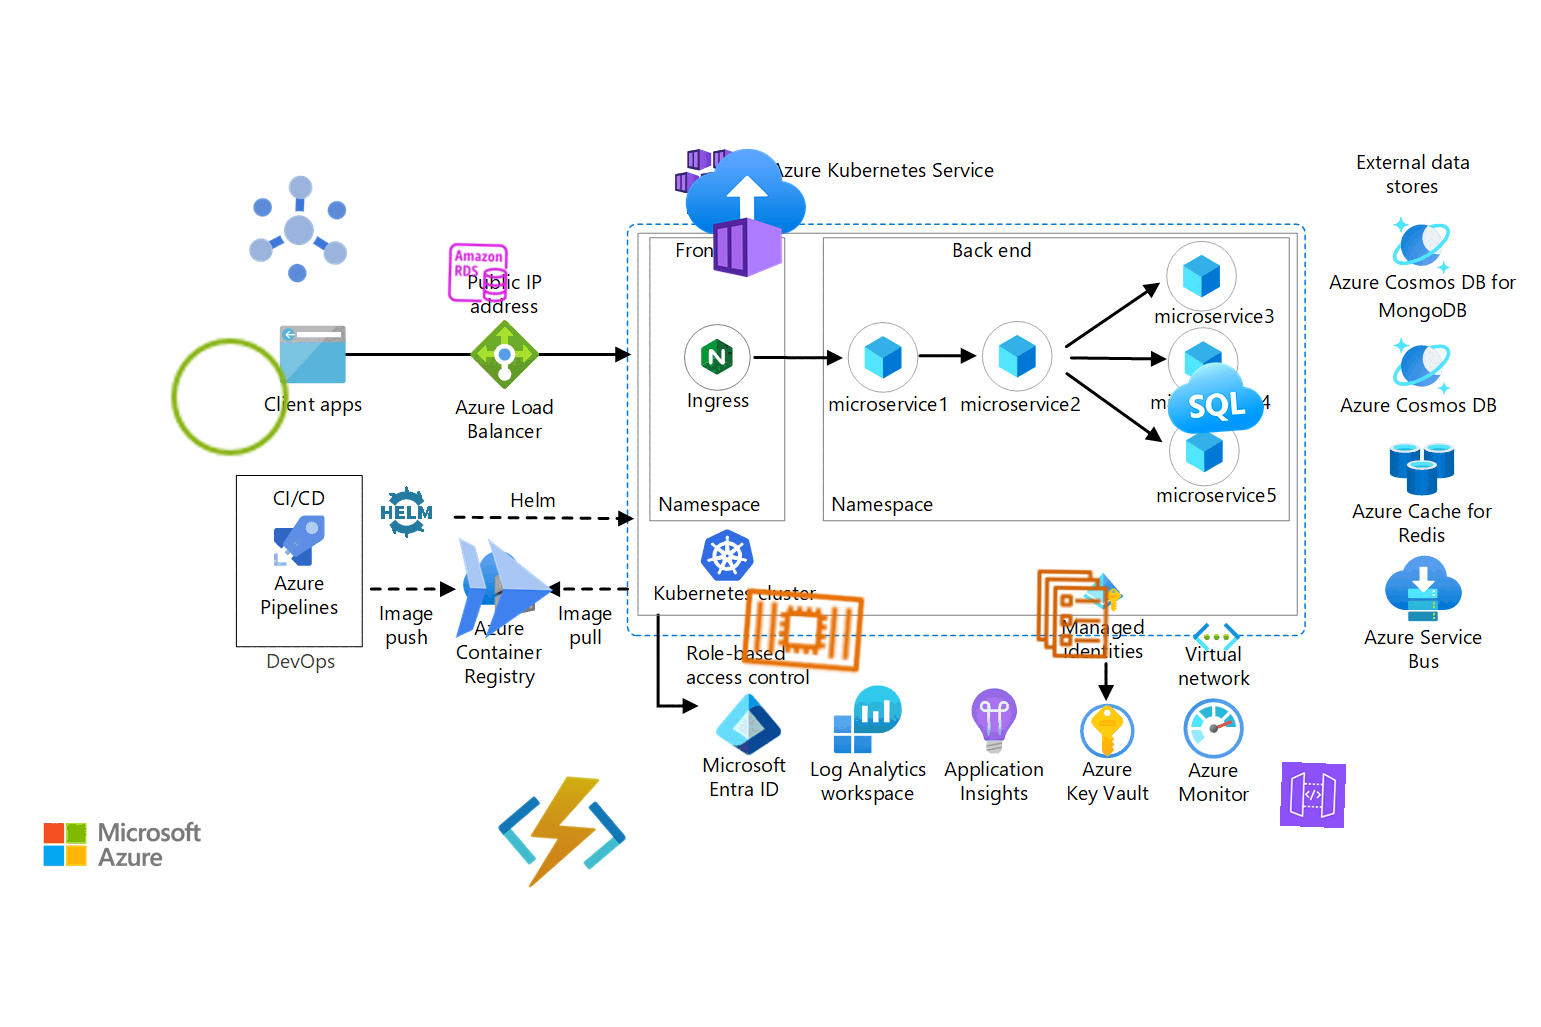 Azure Kubernetes Service
External data
stores
Amazon
RDS
Public IP
address
Back end
Azure Cosmos DB for
MongoDB
microservice3
Client apps
Azure Load
Balancer
Ingress
microservice1
microservice2
SQL
4
Azure Cosmos DB
microservice5
Namespace
Namespace
CI/CD
Azure
Pipelines
DevOps
HELM
Helm
Image
push
Azure
Container
Registry
Image
pull
Kubernetes cluster
Azure Cache for
Redis
Azure Service
Bus
Role-based
access control
Managed
identities
Virtual
network
Microsoft
Entra ID
Log Analytics
workspace
Application
Insights
Azure
Key Vault
Azure
Monitor
Microsoft
Azure